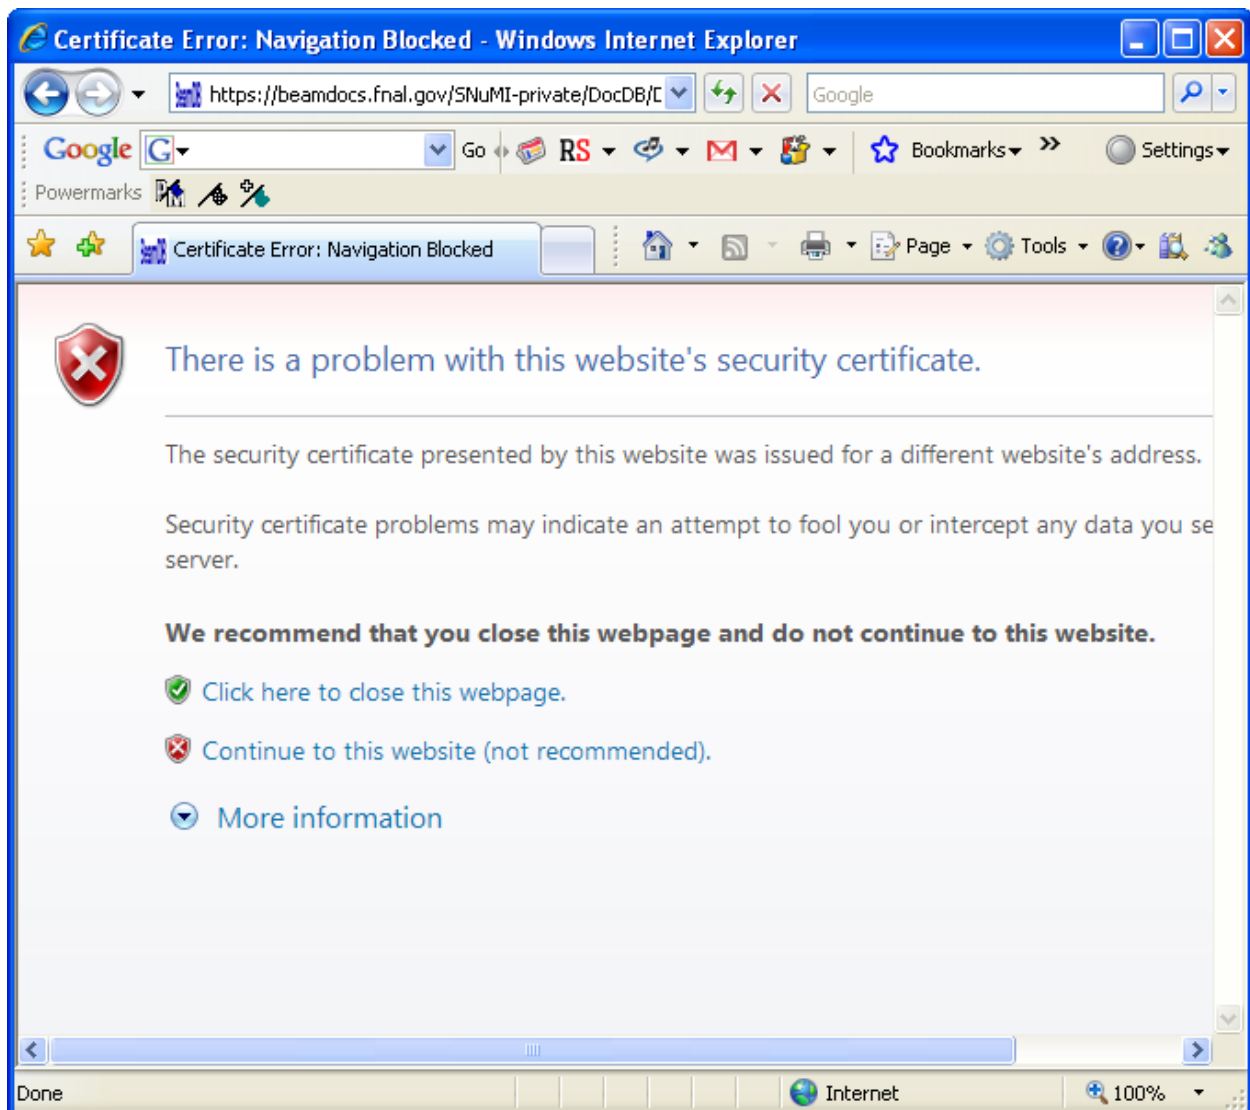 Certificate Error: Navigation Blocked - Windows Internet Explorer
https://beamdocs.fnal.gov/SNuMI-private/DocDB/D Google
Google G Go RS Bookmarks >> Settings
Powermarks
Certificate Error: Navigation Blocked Page Tools
There is a problem with this website's security certificate.
The security certificate presented by this website was issued for a different website's address.
Security certificate problems may indicate an attempt to fool you or intercept any data you se
server.
We recommend that you close this webpage and do not continue to this website.
Click here to close this webpage.
Continue to this website (not recommended).
More information
Done Internet 100%